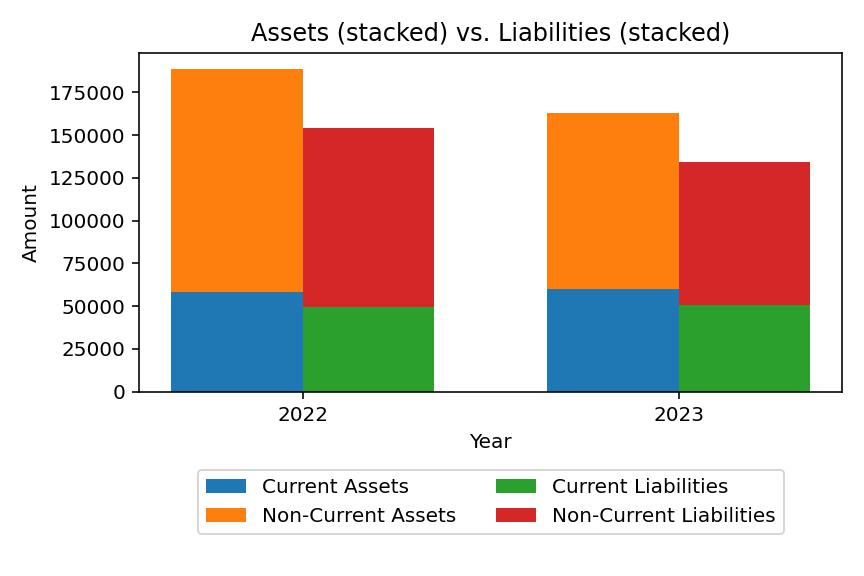 Assets (stacked) vs. Liabilities (stacked)
Amount
175000
150000
125000
100000
75000
50000
25000
0
2022
2023
Year
Current Assets
Non-Current Assets
Current Liabilities
Non-Current Liabilities